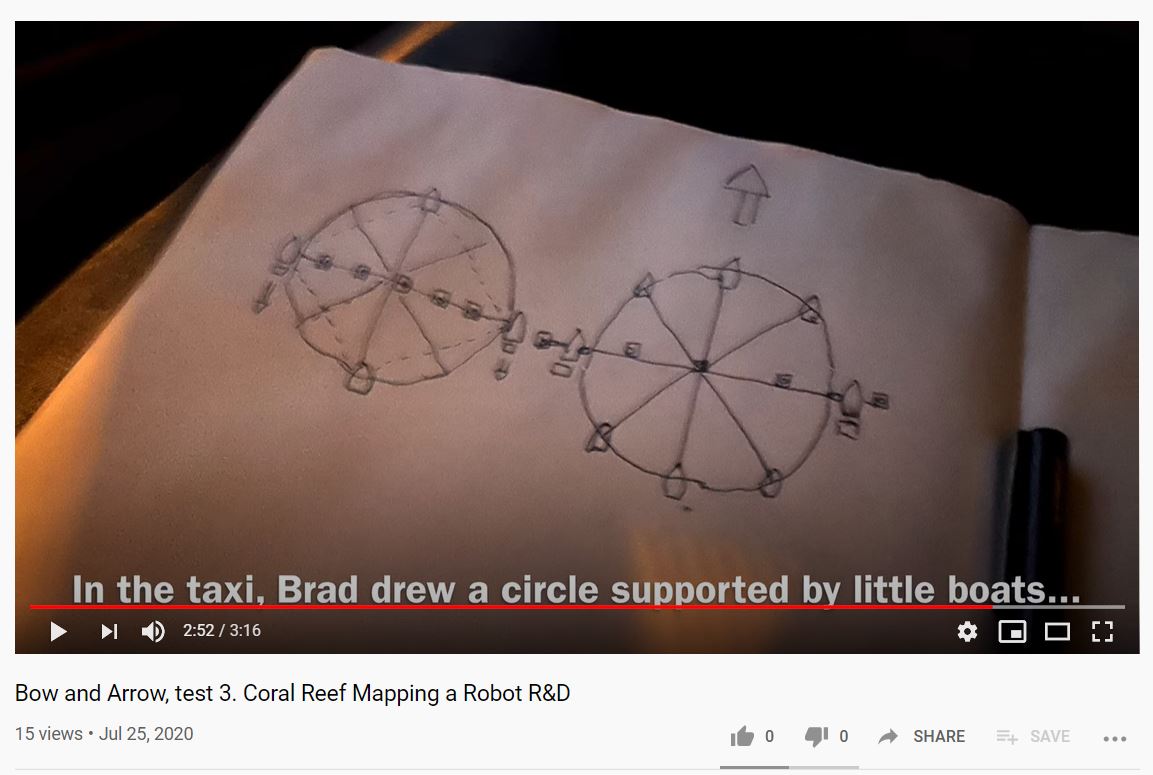 In the taxi, Brad drew a circle supported by little boats...
2:52 / 3:16
Bow and Arrow, test 3. Coral Reef Mapping a Robot R&D
15 views • Jul 25, 2020
0
0
SHARE
SAVE